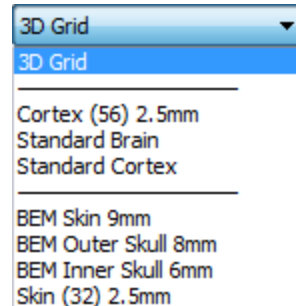 3D Grid
3D Grid
Cortex (56) 2.5mm
Standard Brain
Standard Cortex
BEM Skin 9mm
BEM Outer Skull 8mm
BEM Inner Skull 6mm
Skin (32) 2.5mm